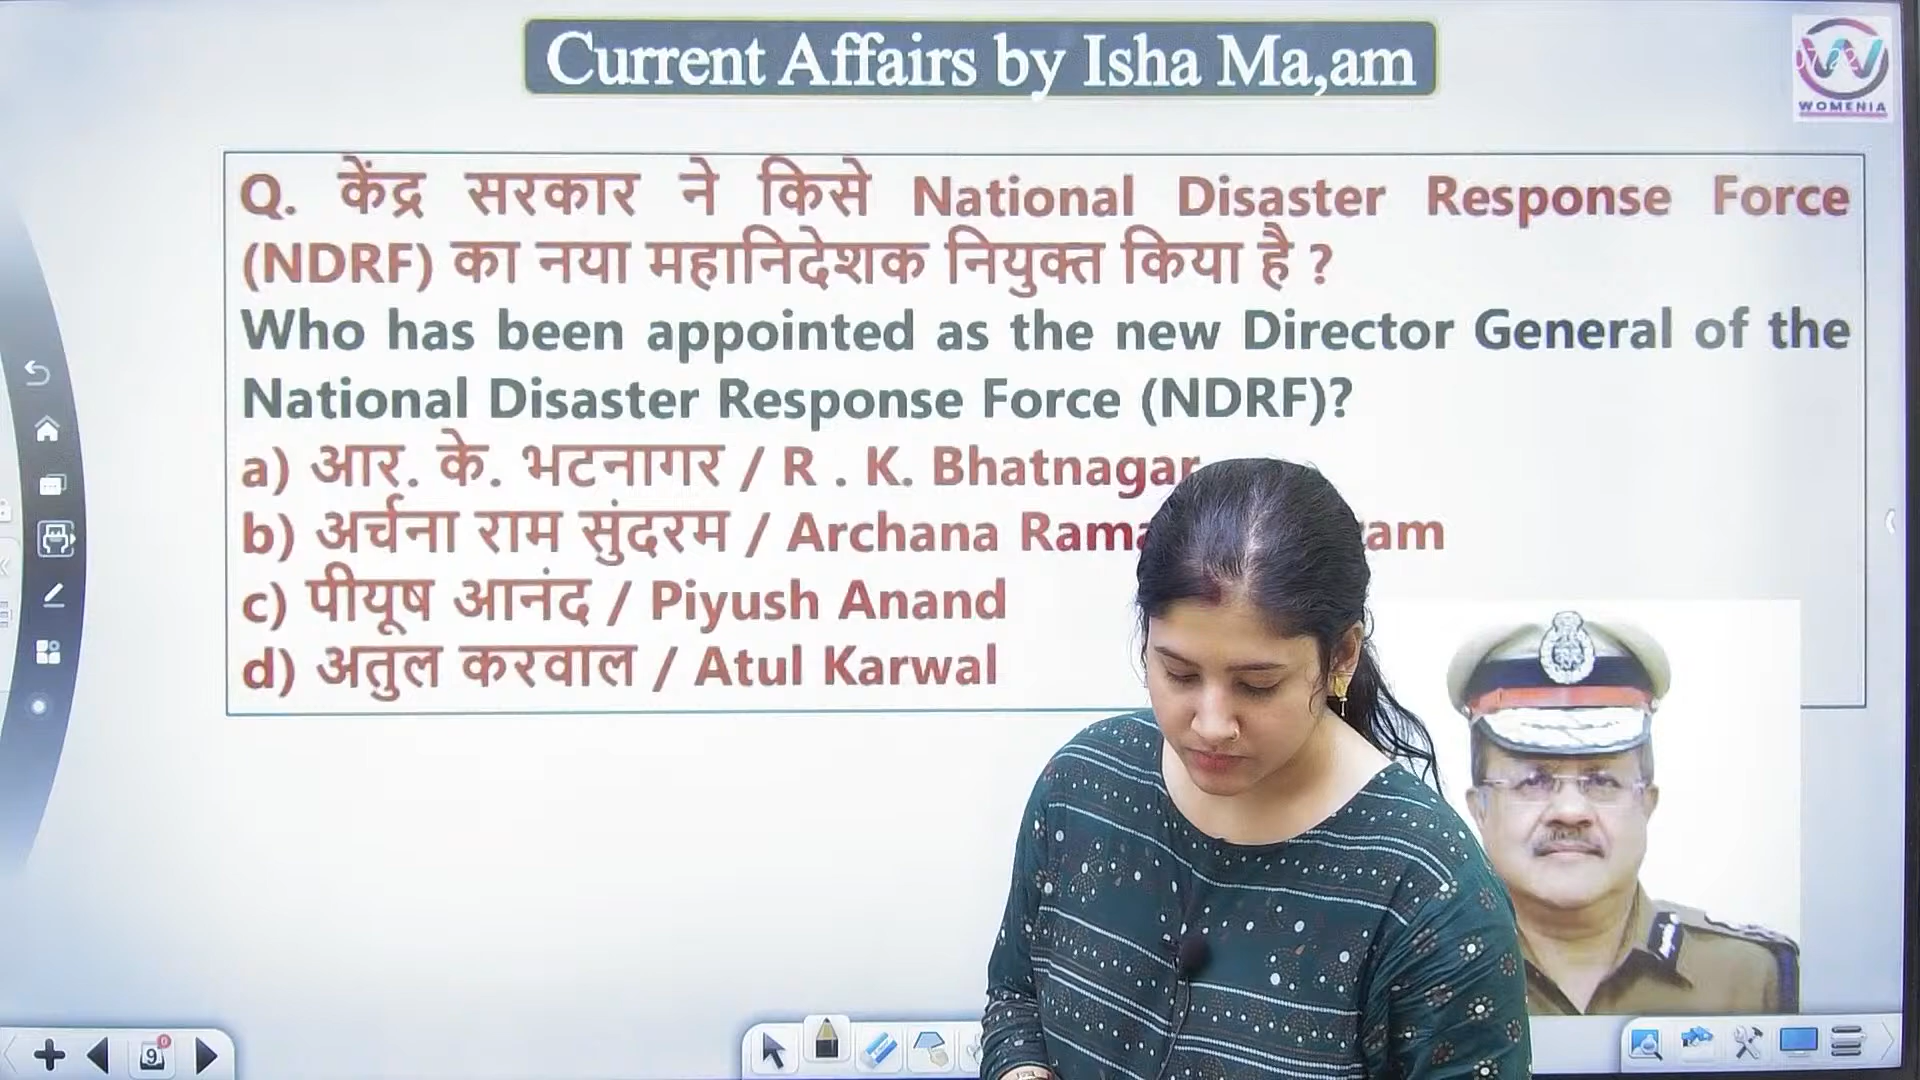 Current Affairs by Isha Ma,am
WOMENIA
Q. केंद्र सरकार ने किसे National Disaster Response Force
(NDRF) का नया महानिदेशक नियुक्त किया है ?
Who has been appointed as the new Director General of the
National Disaster Response Force (NDRF)?
a) आर. के. भटनागर / R . K. Bhatnagar
b) अर्चना राम सुंदरम / Archana
c) पीयूष आनंद / Piyush Anand
d) अतुल करवाल / Atul Karwal
9
0